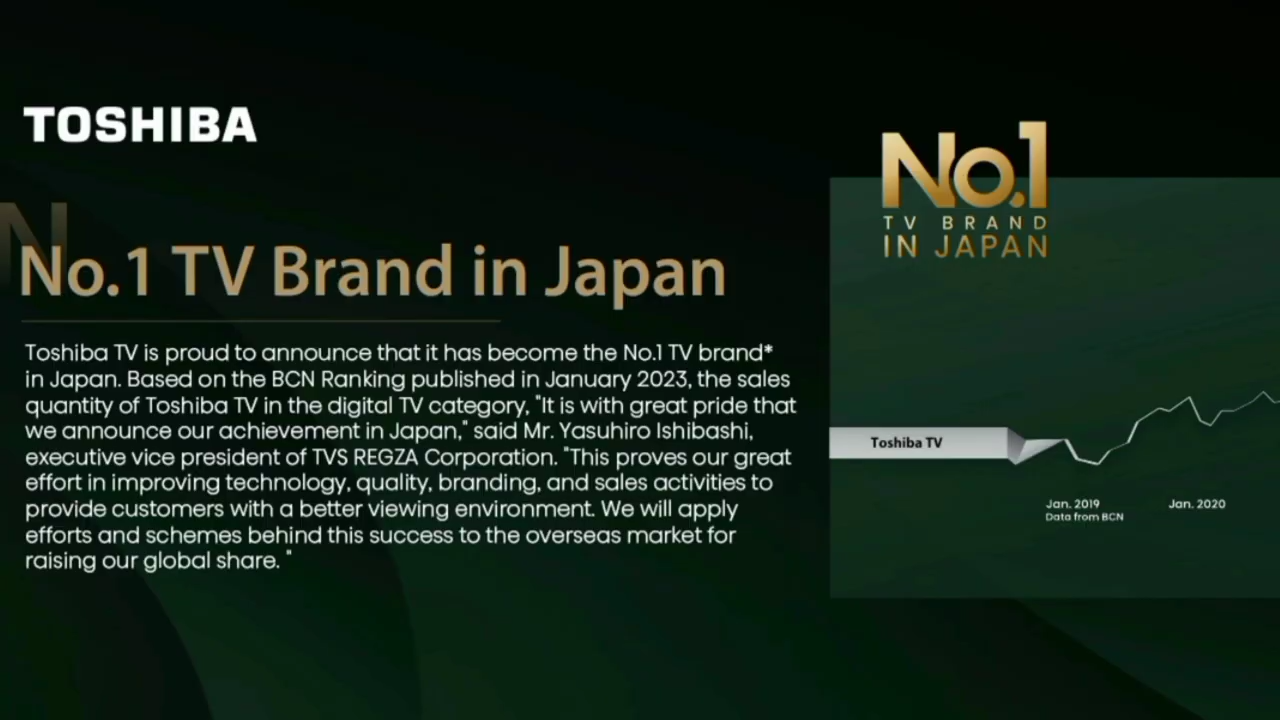 TOSHIBA
No.1 TV Brand in Japan
Toshiba TV is proud to announce that it has become the No.1 TV brand*
in Japan. Based on the BCN Ranking published in January 2023, the sales
quantity of Toshiba TV in the digital TV category, "It is with great pride that
we announce our achievement in Japan," said Mr. Yasuhiro Ishibashi,
executive vice president of TVS REGZA Corporation. "This proves our great
effort in improving technology, quality, branding, and sales activities to
provide customers with a better viewing environment. We will apply
efforts and schemes behind this success to the overseas market for
raising our global share. "
No.1
TV BRAND
IN JAPAN
Toshiba TV
Jan. 2019
Data from BCN
Jan. 2020